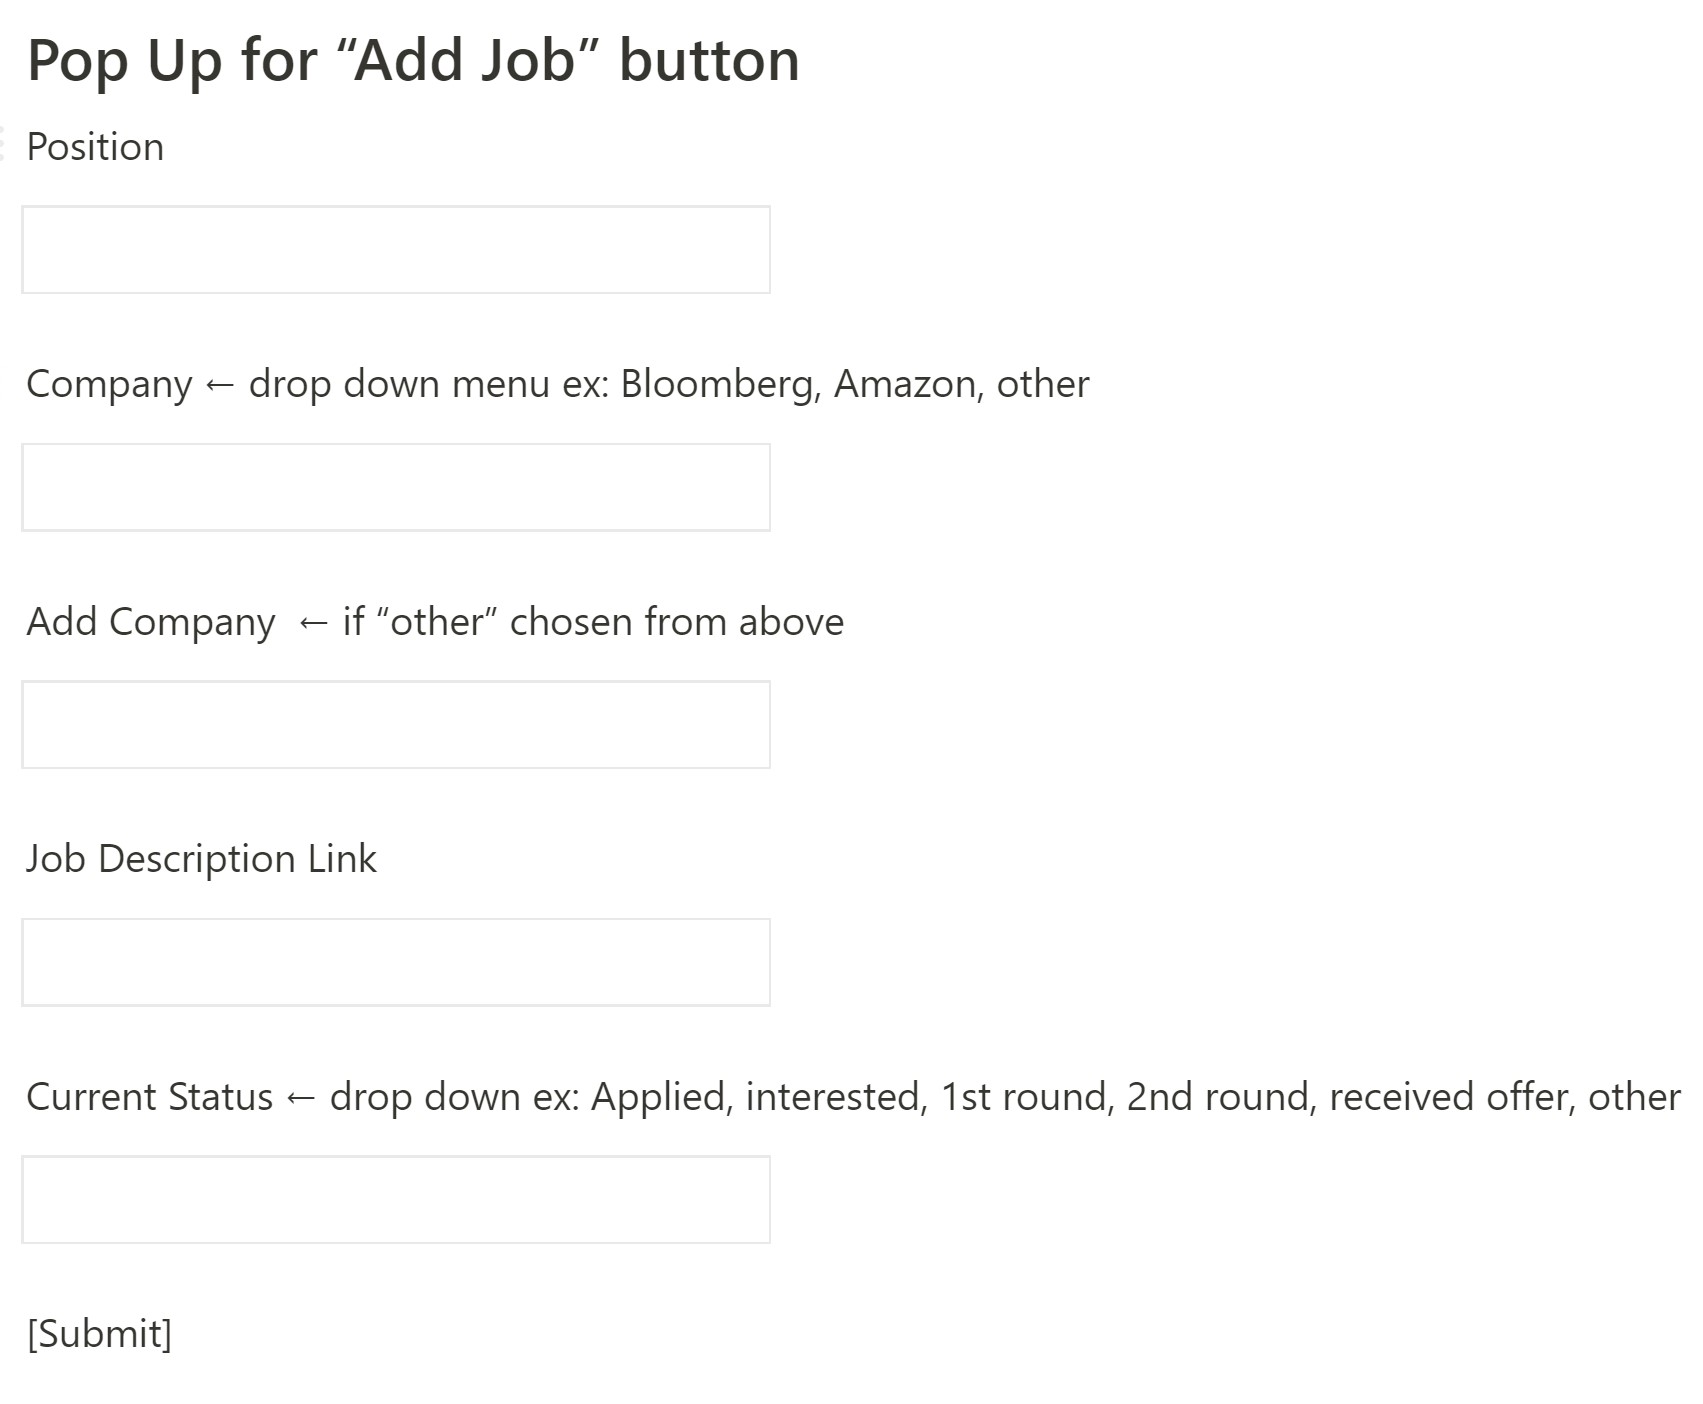 Pop Up for “Add Job” button
Position
Company ← drop down menu ex: Bloomberg, Amazon, other
Add Company ← if “other” chosen from above
Job Description Link
Current Status ← drop down ex: Applied, interested, 1st round, 2nd round, received offer, other
[Submit]